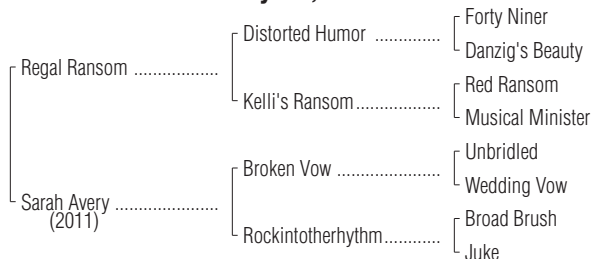 Forty Niner
Distorted Humor ................
Danzig's Beauty
Regal Ransom ..................
Red Ransom
Kelli's Ransom.................
Musical Minister
Unbridled
Broken Vow .....................
Wedding Vow
Sarah Avery ......................
(2011)
Broad Brush
Rockintotherhythm............
Juke